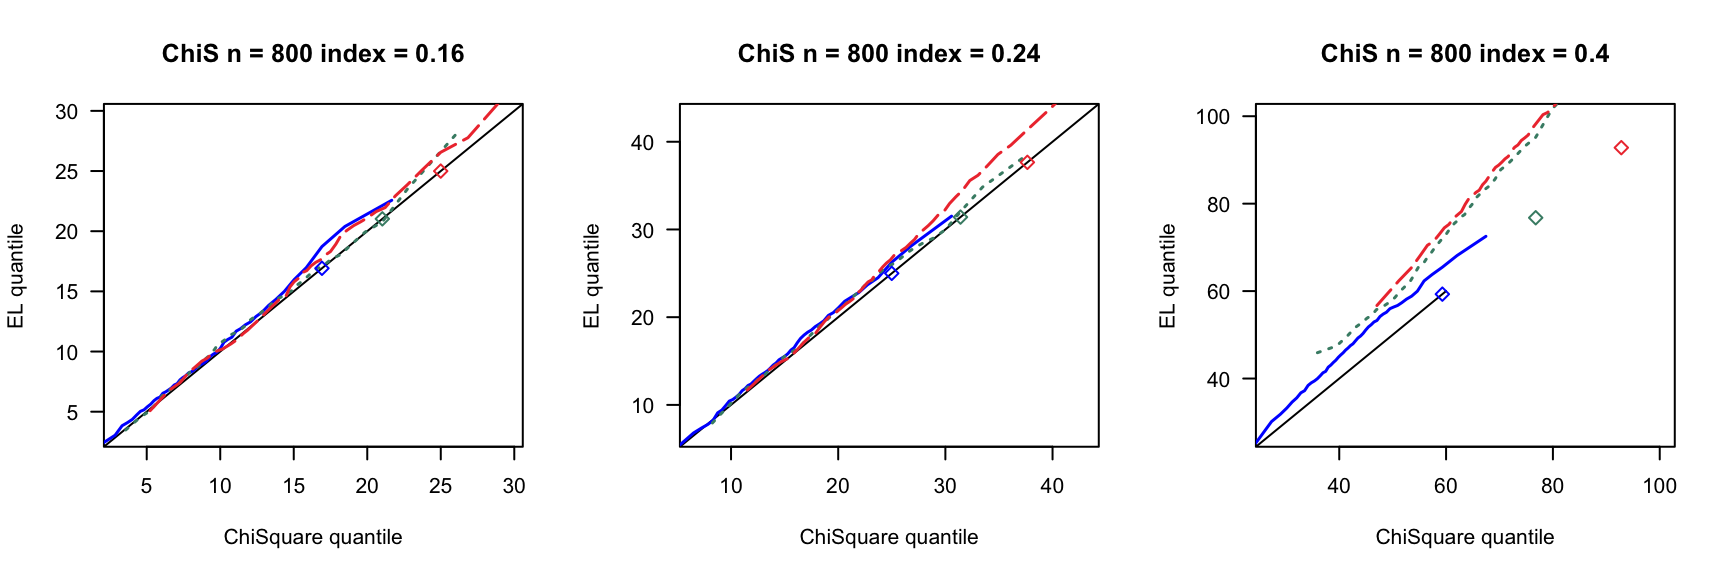 ChiS n = 800 index = 0.16
30
25
20
15
10
5
EL quantile
5 10 15 20 25 30
ChiSquare quantile
ChiS n = 800 index = 0.24
40
30
20
10
EL quantile
10 20 30 40
ChiSquare quantile
ChiS n = 800 index = 0.4
100
80
60
40
EL quantile
40 60 80 100
ChiSquare quantile